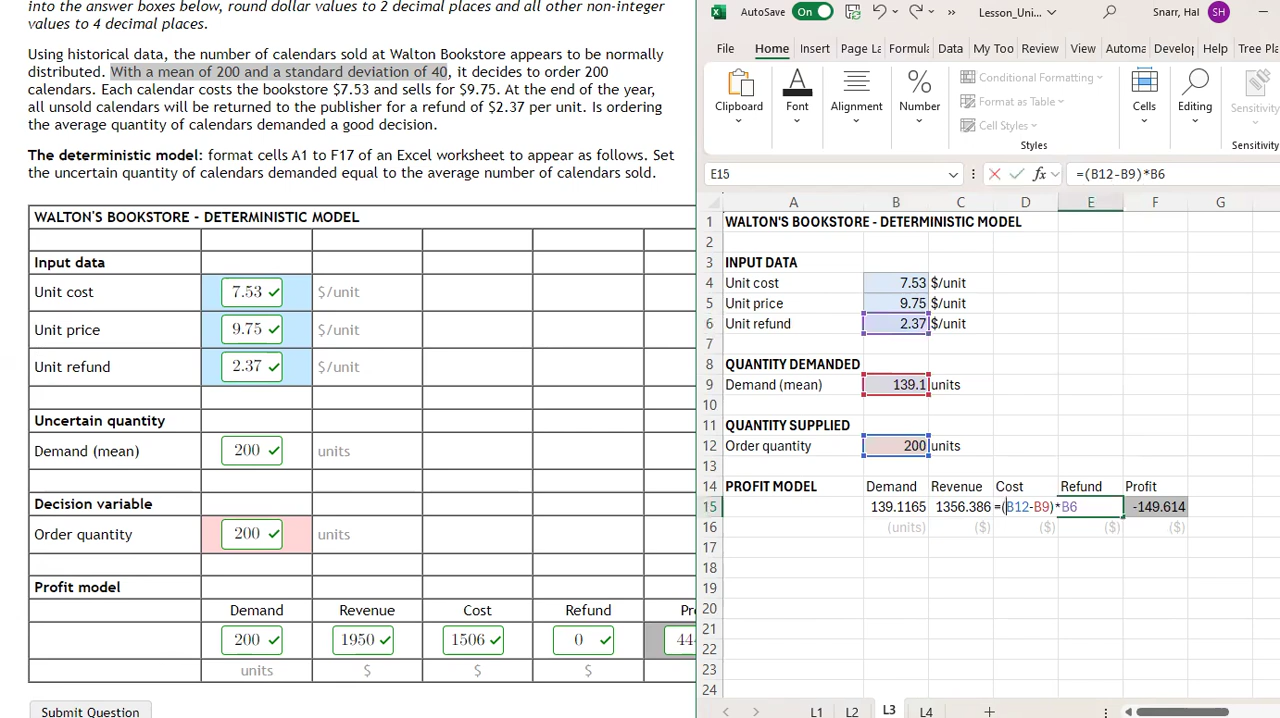 into the answer boxes below, round dollar values to 2 decimal places and all other non-integer
values to 4 decimal places.
Using historical data, the number of calendars sold at Walton Bookstore appears to be normally
distributed. With a mean of 200 and a standard deviation of 40, it decides to order 200
calendars. Each calendar costs the bookstore $7.53 and sells for $9.75. At the end of the year,
all unsold calendars will be returned to the publisher for a refund of $2.37 per unit. Is ordering
the average quantity of calendars demanded a good decision.
The deterministic model: format cells A1 to F17 of an Excel worksheet to appear as follows. Set
the uncertain quantity of calendars demanded equal to the average number of calendars sold.
WALTON'S BOOKSTORE - DETERMINISTIC MODEL
Input data
Unit cost 7.53 $/unit
Unit price 9.75 $/unit
Unit refund 2.37 $/unit
Uncertain quantity
Demand (mean) 200 units
Decision variable
Order quantity 200 units
Profit model
Demand Revenue Cost Refund Pr
200 1950 1506 0 44
units $ $ $
Submit Question
AutoSave On Lesson_Uni... Snarr, Hal SH
File Home Insert Page La Formula Data My Too Review View Automa Develop Help Tree Pl
Clipboard Font Alignment Number Conditional Formatting Format as Table Cell Styles Styles Cells Editing Sensitivity
Sensitivity
E15 fx =(B12-B9)*B6
A B C D E F G
1 WALTON'S BOOKSTORE - DETERMINISTIC MODEL
2
3 INPUT DATA
4 Unit cost 7.53 $/unit
5 Unit price 9.75 $/unit
6 Unit refund 2.37 $/unit
7
8 QUANTITY DEMANDED
9 Demand (mean) 139.1 units
10
11 QUANTITY SUPPLIED
12 Order quantity 200 units
13
14 PROFIT MODEL Demand Revenue Cost Refund Profit
15 139.1165 1356.386 =(B12-B9)*B6 -149.614
16 (units) ($) ($) ($) ($)
17
18
19
20
21
22
23
24
L1 L2 L3 L4